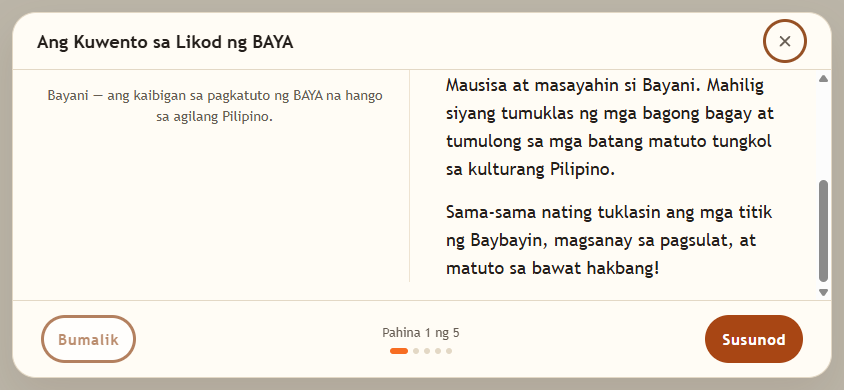 Ang Kuwento sa Likod ng BAYA
Bayani — ang kaibigan sa pagkatuto ng BAYA na hango
sa agilang Pilipino.
Mausisa at masayahin si Bayani. Mahilig
siyang tumuklas ng mga bagong bagay at
tumulong sa mga batang matuto tungkol
sa kulturang Pilipino.
Sama-sama nating tuklasin ang mga titik
ng Baybayin, magsanay sa pagsulat, at
matuto sa bawat hakbang!
Bumalik
Pahina 1 ng 5
Susunod